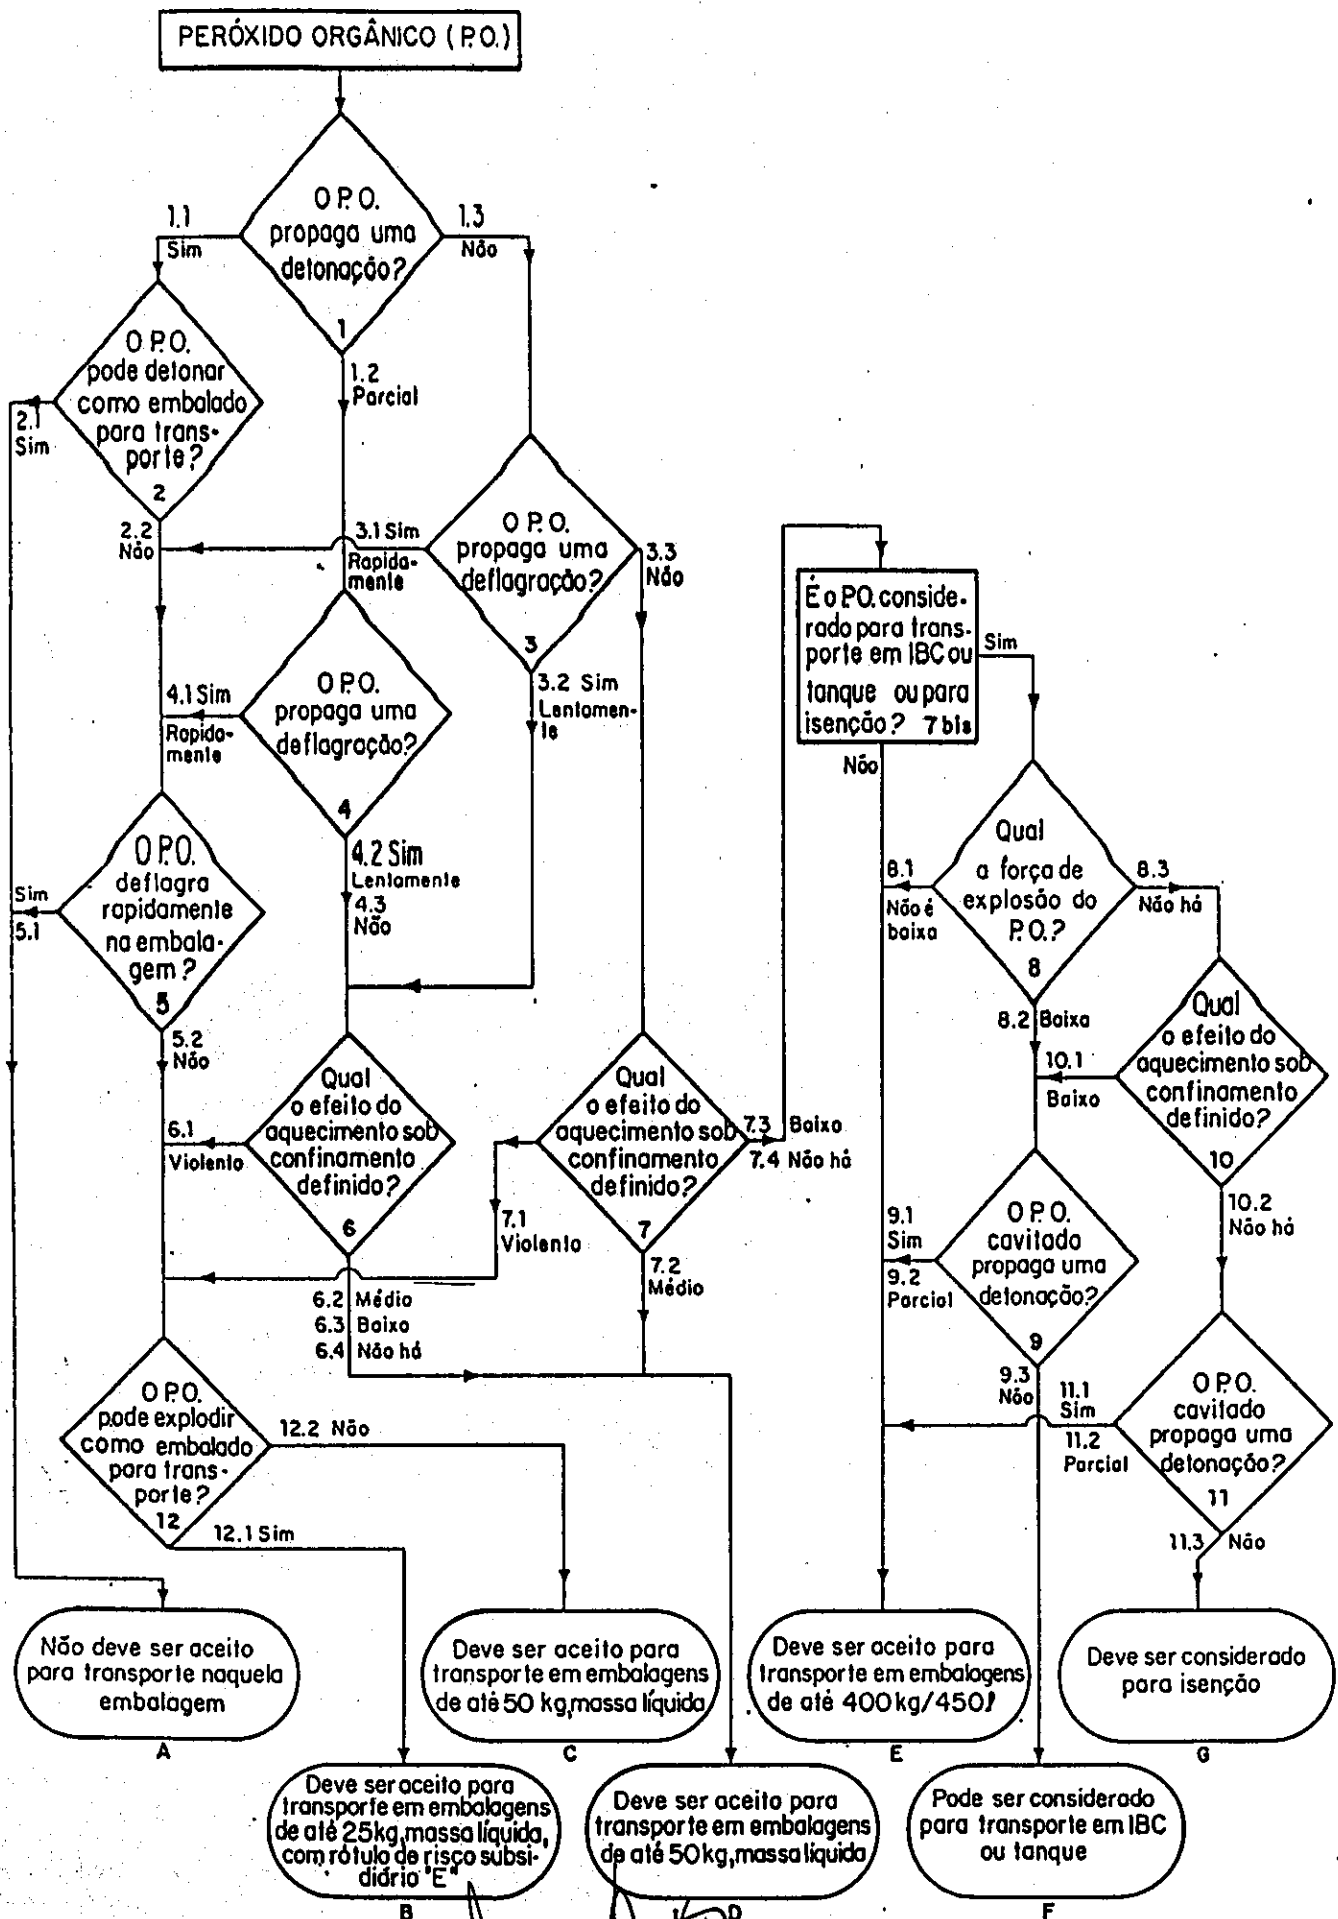 PERÓXIDO ORGÂNICO (P.O.)
O P.O.
propaga uma
detonação?
1
1.1
Sim
1.3
Não
1.2
Parcial
O P.O.
pode detonar
como embalado
para trans-
porte?
2
2.1
Sim
2.2
Não
O P.O.
propaga uma
deflagração?
3
3.1 Sim
Rapida-
mente
3.3
Não
3.2 Sim
Lentamen-
te
O P.O.
propaga uma
deflagração?
4
4.1 Sim
Rapida-
mente
4.2 Sim
Lentamente
4.3
Não
O P.O.
deflagra
rapidamente
na embala-
gem?
5
Sim
5.1
5.2
Não
Qual
o efeito do
aquecimento sob
confinamento
definido?
6
6.1
Violento
6.2 Médio
6.3 Baixo
6.4 Não há
Qual
o efeito do
aquecimento sob
confinamento
definido?
7
7.1
Violento
7.2
Médio
7.3 Baixo
7.4 Não há
É o P.O. conside-
rado para trans-
porte em IBC ou
tanque ou para
isenção? 7 bis
Sim
Não
Qual
a força de
explosão do
P.O.?
8
8.1
Não é
baixa
8.3
Não há
8.2 Baixa
Qual
o efeito do
aquecimento sob
confinamento
definido?
10
10.1
Baixo
10.2
Não há
O P.O.
cavitado
propaga uma
detonação?
9
9.1
Sim
9.2
Parcial
9.3
Não
O P.O.
cavitado
propaga uma
detonação?
11
11.1
Sim
11.2
Parcial
11.3 Não
O P.O.
pode explodir
como embalado
para trans-
porte?
12
12.2 Não
12.1 Sim
Não deve ser aceito
para transporte naquela
embalagem
A
Deve ser aceito para
transporte em embalagens
de até 25kg, massa líquida,
com rótulo de risco subsi-
diário "E"
B
Deve ser aceito para
transporte em embalagens
de até 50 kg, massa líquida
C
Deve ser aceito para
transporte em embalagens
de até 50kg, massa líquida
D
Deve ser aceito para
transporte em embalagens
de até 400kg/450l
E
Pode ser considerado
para transporte em IBC
ou tanque
F
Deve ser considerado
para isenção
G